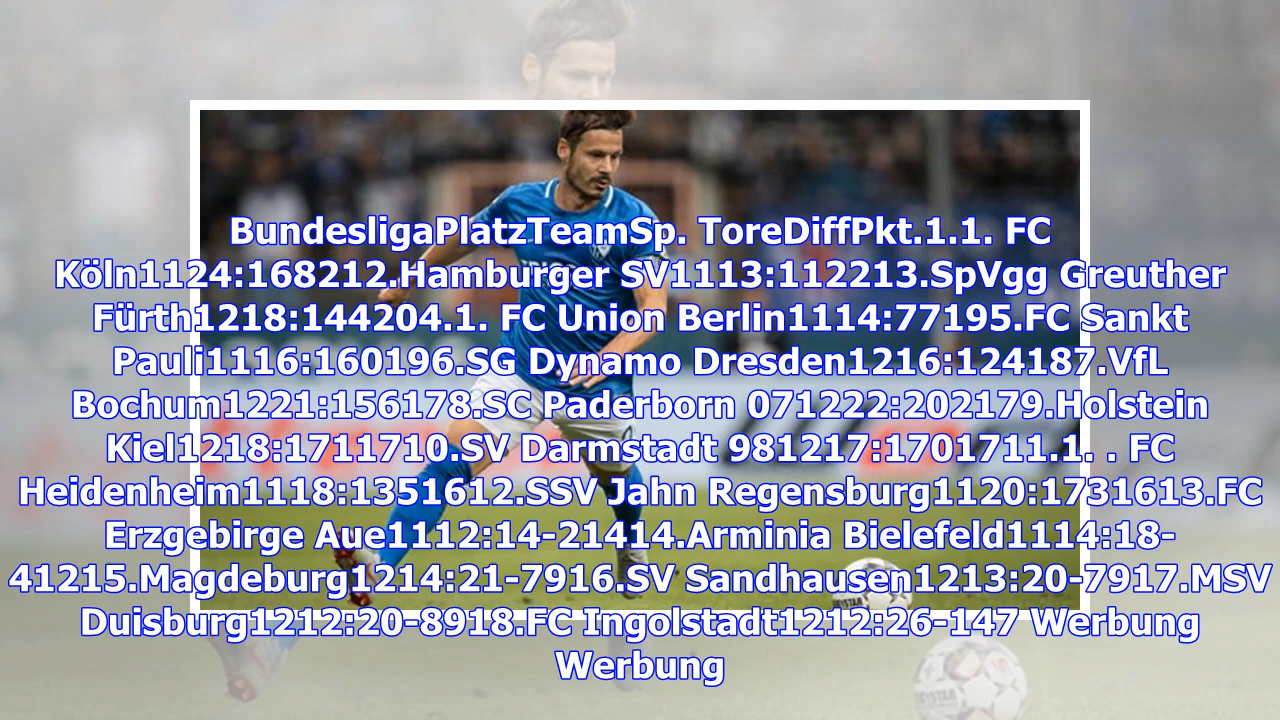 BundesligaPlatzTeamSp. ToreDiffPkt.1.1. FC
Köln1124:168212.Hamburger SV1113:112213.SpVgg Greuther
Fürth1218:144204.1. FC Union Berlin1114:77195.FC Sankt
Pauli1116:160196.SG Dynamo Dresden1216:124187.VfL
Bochum1221:156178.SC Paderborn 071222:202179.Holstein
Kiel1218:1711710.SV Darmstadt 981217:1701711.1. . FC
Heidenheim1118:1351612.SSV Jahn Regensburg1120:1731613.FC
Erzgebirge Aue1112:14-21414.Arminia Bielefeld1114:18-
41215.Magdeburg1214:21-7916.SV Sandhausen1213:20-7917.MSV
Duisburg1212:20-8918.FC Ingolstadt1212:26-147 Werbung
Werbung